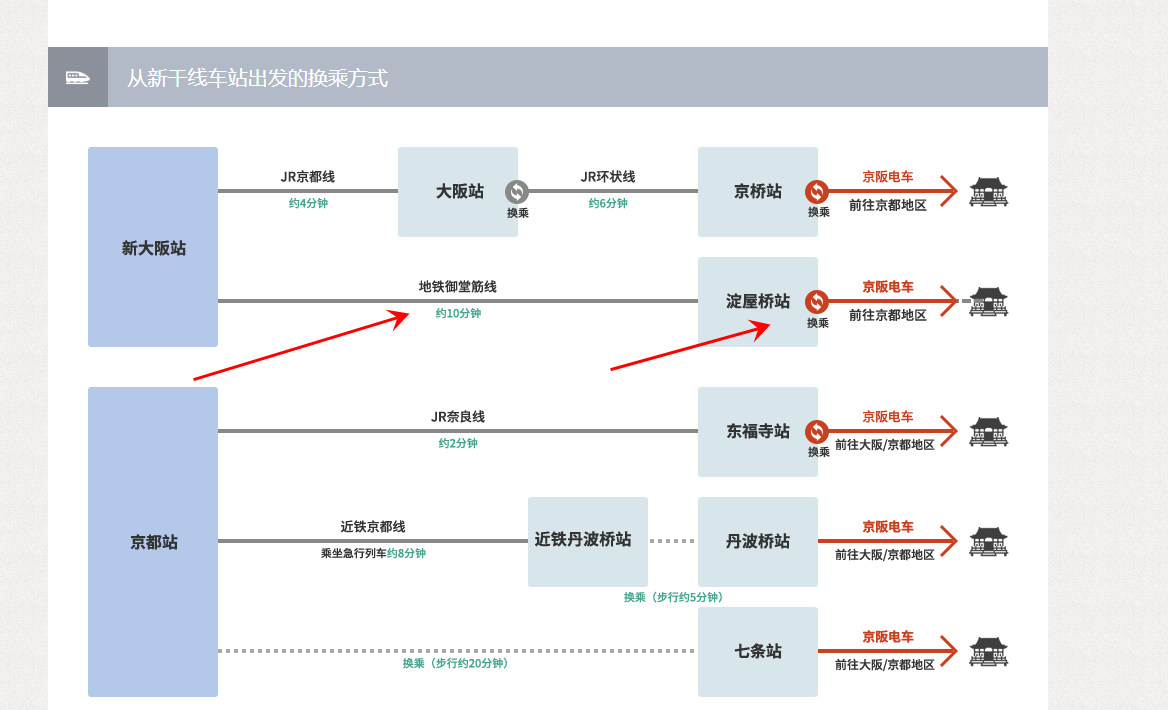 从新干线车站出发的换乘方式
新大阪站
JR京都线
约4分钟
大阪站
换乘
JR环状线
约6分钟
京桥站
换乘
京阪电车
前往京都地区
地铁御堂筋线
约10分钟
淀屋桥站
换乘
京阪电车
前往京都地区
京都站
JR奈良线
约2分钟
东福寺站
换乘
京阪电车
前往大阪/京都地区
近铁京都线
乘坐急行列车约8分钟
近铁丹波桥站
换乘（步行约5分钟）
丹波桥站
京阪电车
前往大阪/京都地区
换乘（步行约20分钟）
七条站
京阪电车
前往大阪/京都地区